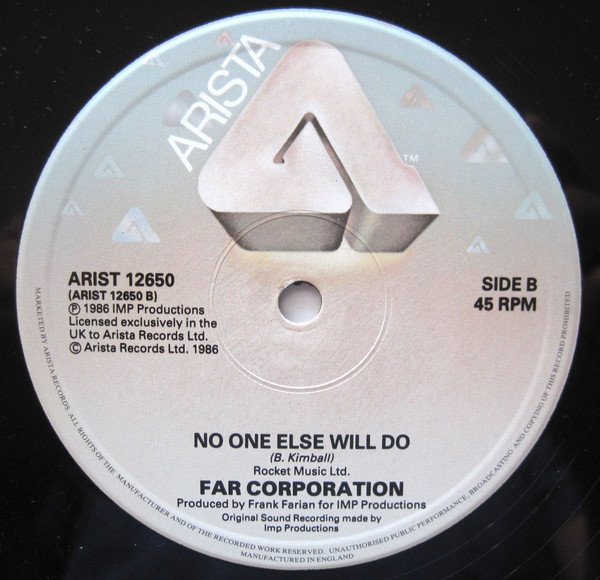 ARISTA
TM
ARIST 12650
(ARIST 12650 B)
Ⓟ 1986 IMP Productions
Licensed exclusively in the
UK to Arista Records Ltd.
© Arista Records Ltd. 1986
SIDE B
45 RPM
NO ONE ELSE WILL DO
(B. Kimball)
Rocket Music Ltd.
FAR CORPORATION
Produced by Frank Farian for IMP Productions
Original Sound Recording made by
Imp Productions
MARKETED BY ARISTA RECORDS. ALL RIGHTS OF THE MANUFACTURER AND OF THE RECORDED WORK RESERVED. UNAUTHORISED PUBLIC PERFORMANCE, BROADCASTING AND COPYING OF THIS RECORD PROHIBITED
MANUFACTURED IN ENGLAND